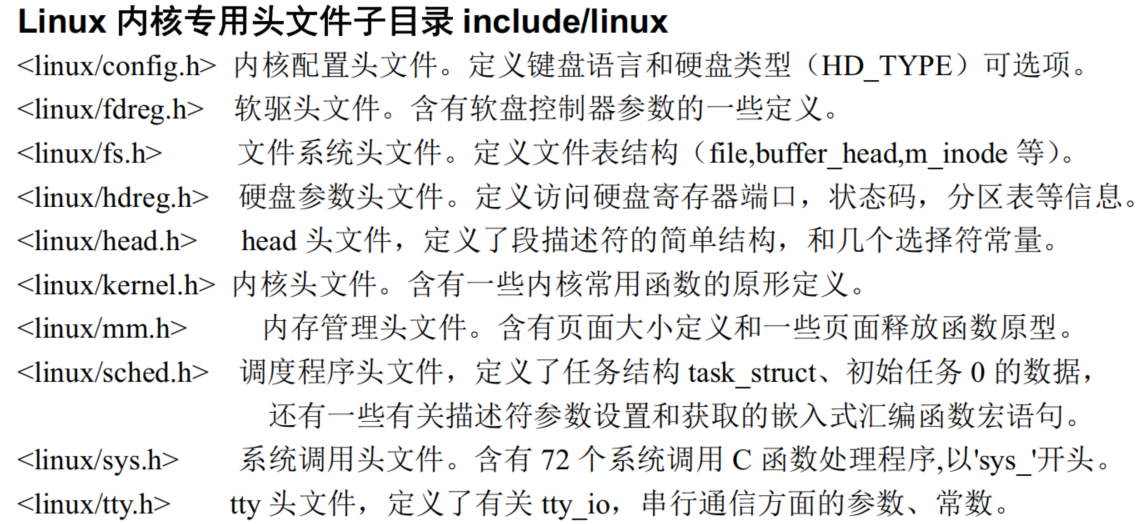 Linux 内核专用头文件子目录 include/linux
<linux/config.h> 内核配置头文件。定义键盘语言和硬盘类型（HD_TYPE）可选项。
<linux/fdreg.h> 软驱头文件。含有软盘控制器参数的一些定义。
<linux/fs.h> 文件系统头文件。定义文件表结构（file,buffer_head,m_inode 等）。
<linux/hdreg.h> 硬盘参数头文件。定义访问硬盘寄存器端口，状态码，分区表等信息。
<linux/head.h> head 头文件，定义了段描述符的简单结构，和几个选择符常量。
<linux/kernel.h> 内核头文件。含有一些内核常用函数的原形定义。
<linux/mm.h> 内存管理头文件。含有页面大小定义和一些页面释放函数原型。
<linux/sched.h> 调度程序头文件，定义了任务结构 task_struct、初始任务 0 的数据，
还有一些有关描述符参数设置和获取的嵌入式汇编函数宏语句。
<linux/sys.h> 系统调用头文件。含有 72 个系统调用 C 函数处理程序,以'sys_'开头。
<linux/tty.h> tty 头文件，定义了有关 tty_io，串行通信方面的参数、常数。